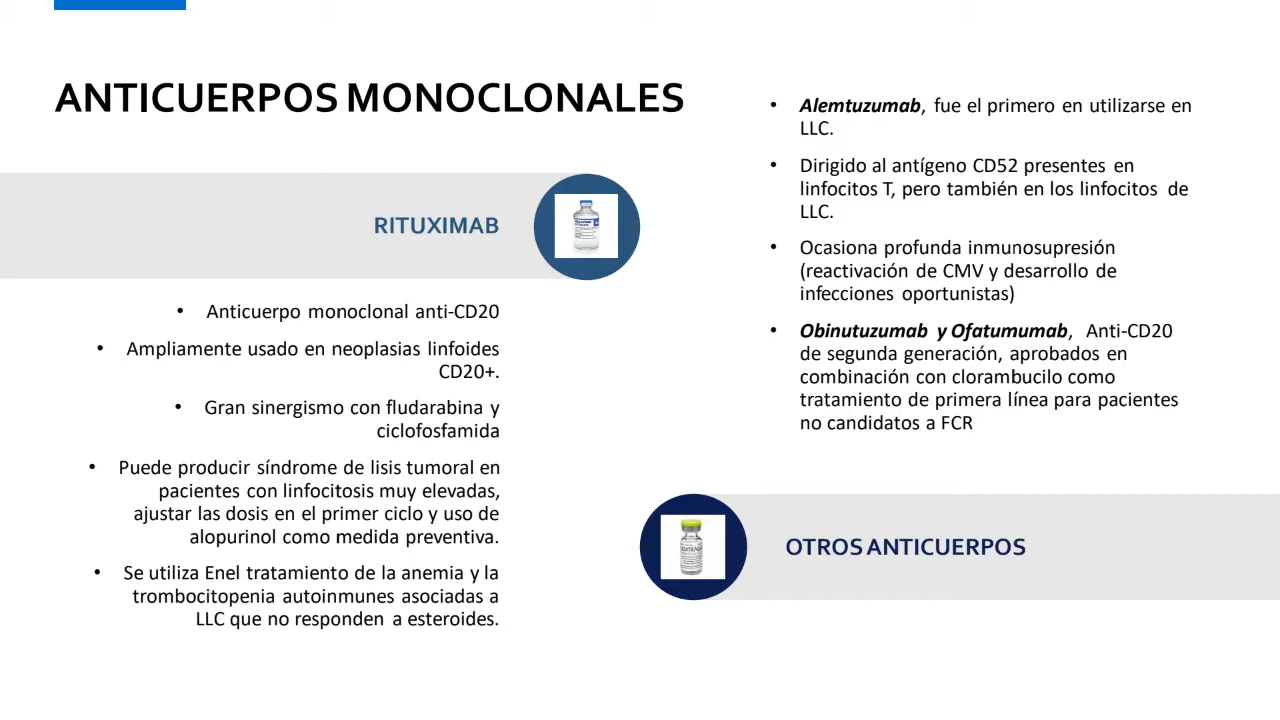 ANTICUERPOS MONOCLONALES
RITUXIMAB
• Anticuerpo monoclonal anti-CD20
• Ampliamente usado en neoplasias linfoides
CD20+.
• Gran sinergismo con fludarabina y
ciclofosfamida
• Puede producir síndrome de lisis tumoral en
pacientes con linfocitosis muy elevadas,
ajustar las dosis en el primer ciclo y uso de
alopurinol como medida preventiva.
• Se utiliza Enel tratamiento de la anemia y la
trombocitopenia autoinmunes asociadas a
LLC que no responden a esteroides.
• Alemtuzumab, fue el primero en utilizarse en
LLC.
• Dirigido al antígeno CD52 presentes en
linfocitos T, pero también en los linfocitos de
LLC.
• Ocasiona profunda inmunosupresión
(reactivación de CMV y desarrollo de
infecciones oportunistas)
• Obinutuzumab y Ofatumumab, Anti-CD20
de segunda generación, aprobados en
combinación con clorambucilo como
tratamiento de primera línea para pacientes
no candidatos a FCR
OTROS ANTICUERPOS